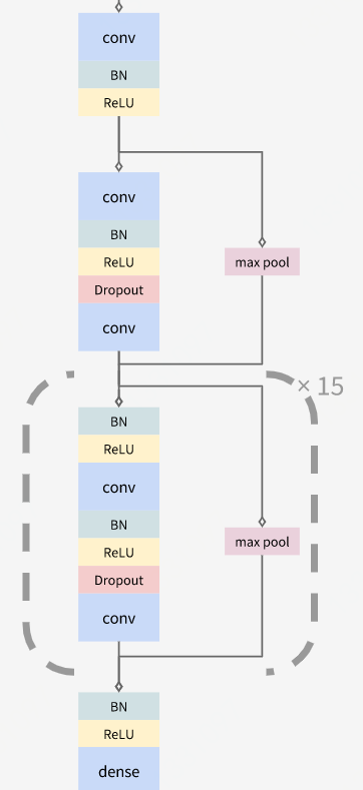 conv
BN
ReLU
conv
BN
ReLU
max pool
Dropout
conv
× 15
BN
ReLU
conv
BN
max pool
ReLU
Dropout
conv
BN
ReLU
dense